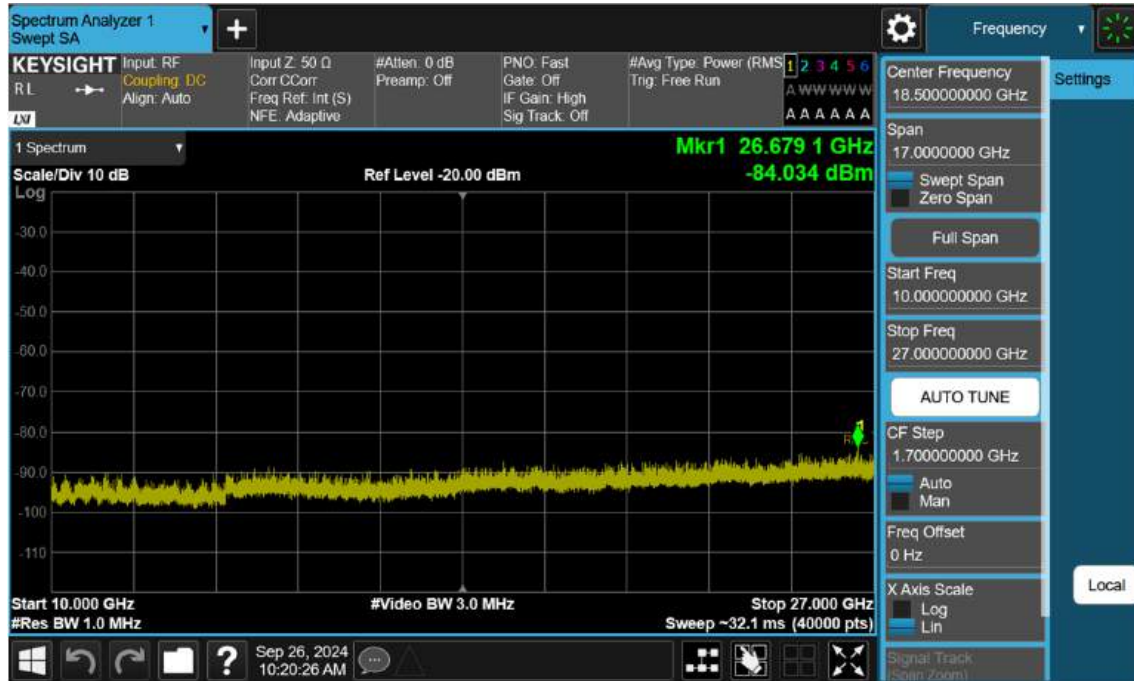 Spectrum Analyzer 1
Swept SA
+
Frequency
KEYSIGHT
RL
LXI
Input: RF
Coupling: DC
Align: Auto
Input Z: 50 Ω
Corr CCorr
Freq Ref: Int (S)
NFE: Adaptive
#Atten: 0 dB
Preamp: Off
PNO: Fast
Gate: Off
IF Gain: High
Sig Track: Off
#Avg Type: Power (RMS
Trig: Free Run
1 2 3 4 5 6
A W W W W W
A A A A A A
1 Spectrum
Scale/Div 10 dB
Ref Level -20.00 dBm
Mkr1 26.679 1 GHz
-84.034 dBm
Log
-30.0
-40.0
-50.0
-60.0
-70.0
-80.0
-90.0
-100
-110
1
Start 10.000 GHz
#Video BW 3.0 MHz
Stop 27.000 GHz
#Res BW 1.0 MHz
Sweep ~32.1 ms (40000 pts)
?
Sep 26, 2024
10:20:26 AM
Center Frequency
18.500000000 GHz
Span
17.0000000 GHz
Swept Span
Zero Span
Full Span
Start Freq
10.000000000 GHz
Stop Freq
27.000000000 GHz
AUTO TUNE
CF Step
1.700000000 GHz
Auto
Man
Freq Offset
0 Hz
X Axis Scale
Log
Lin
Signal Track
(Span Zoom)
Settings
Local